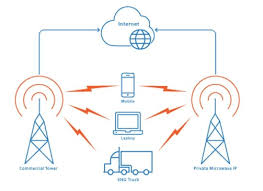 Internet
Mobile
Laptop
Commercial Tower
ENG Truck
Private Microwave IP